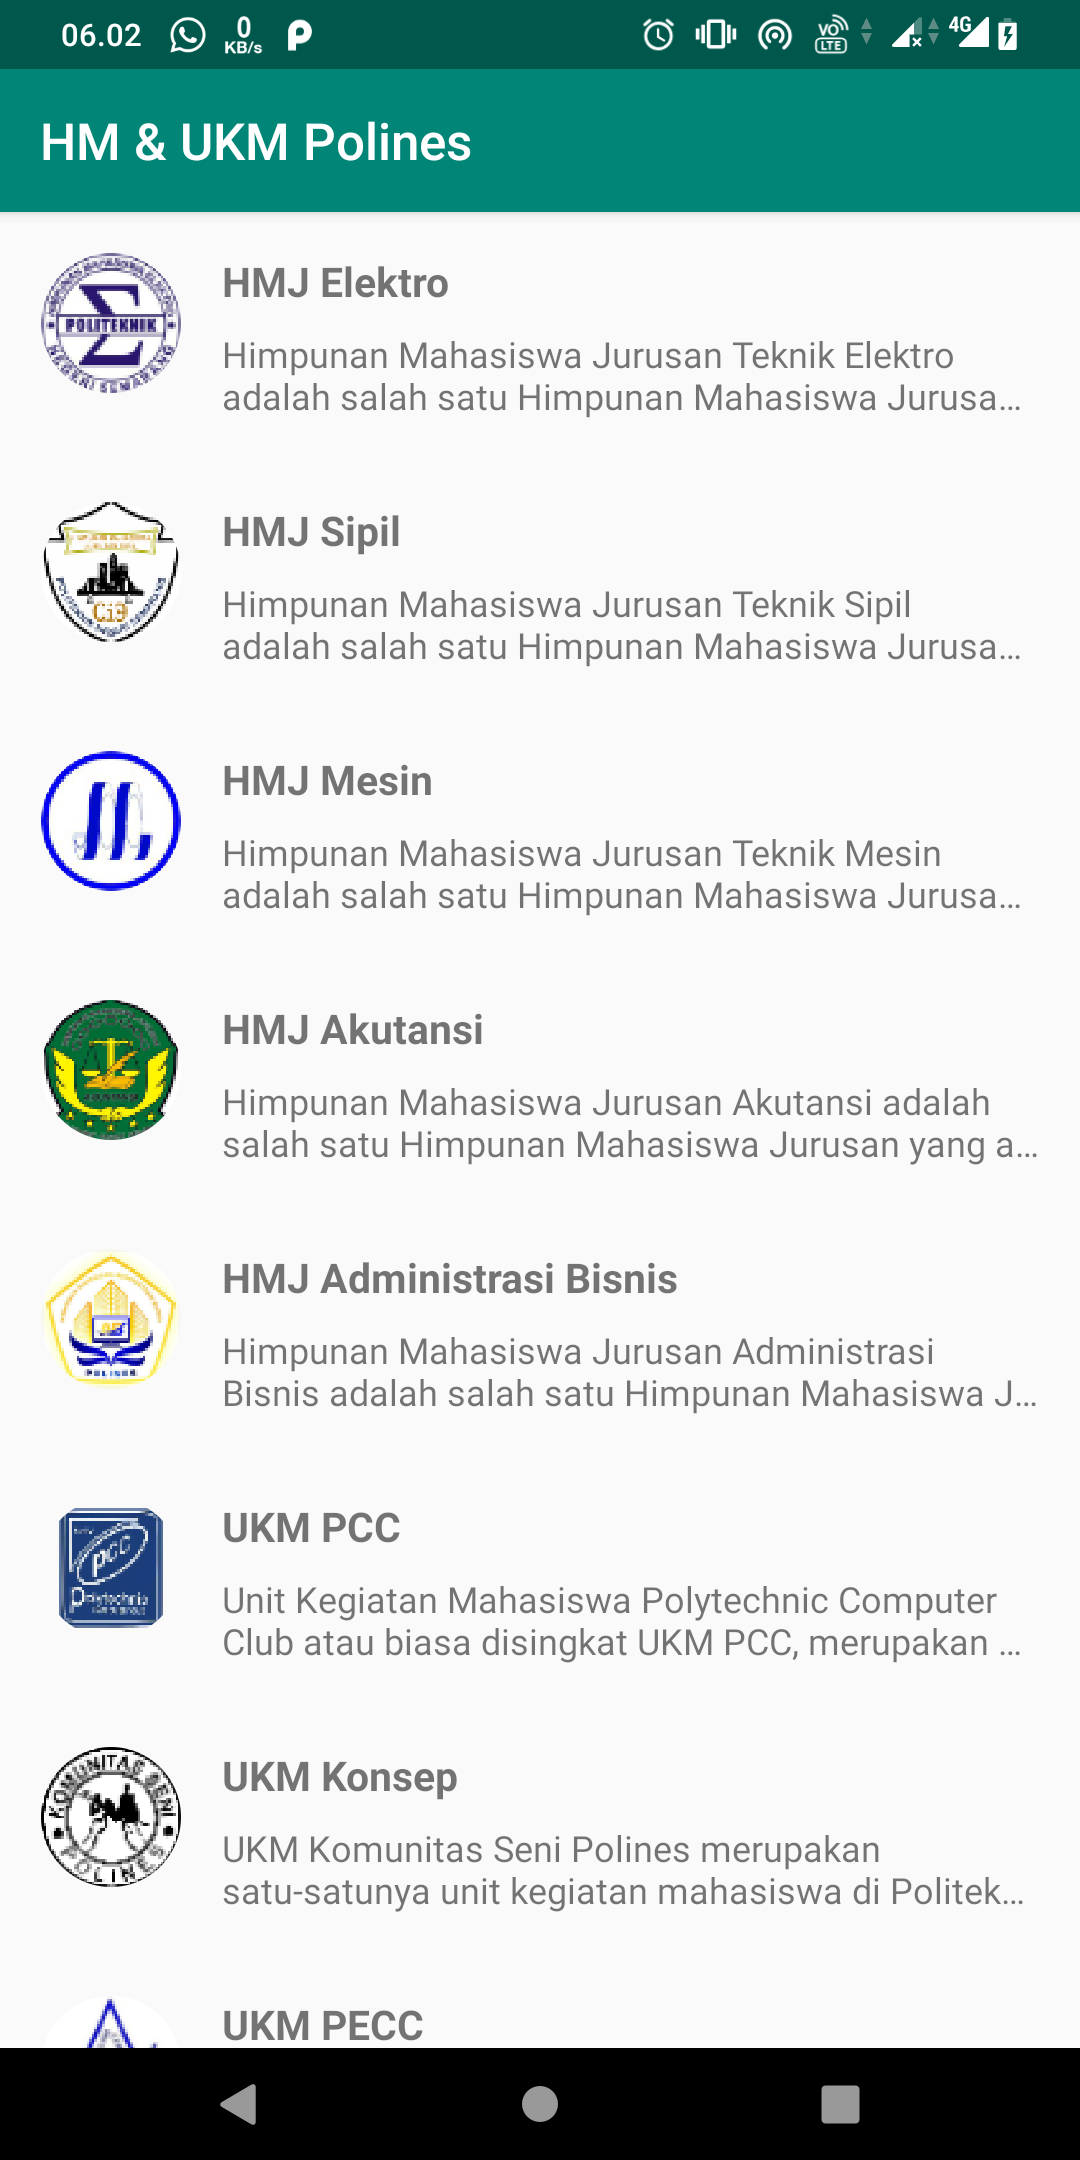 06.02
0
KB/s
VO
LTE
4G
HM & UKM Polines
POLITEKNIK
HMJ Elektro
Himpunan Mahasiswa Jurusan Teknik Elektro
adalah salah satu Himpunan Mahasiswa Jurusa...
HMJ Sipil
Himpunan Mahasiswa Jurusan Teknik Sipil
adalah salah satu Himpunan Mahasiswa Jurusa...
HMJ Mesin
Himpunan Mahasiswa Jurusan Teknik Mesin
adalah salah satu Himpunan Mahasiswa Jurusa...
HMJ Akutansi
Himpunan Mahasiswa Jurusan Akutansi adalah
salah satu Himpunan Mahasiswa Jurusan yang a...
POLINES
HMJ Administrasi Bisnis
Himpunan Mahasiswa Jurusan Administrasi
Bisnis adalah salah satu Himpunan Mahasiswa J...
PCC
UKM PCC
Unit Kegiatan Mahasiswa Polytechnic Computer
Club atau biasa disingkat UKM PCC, merupakan ...
KOMUNITAS SENI
POLINES
UKM Konsep
UKM Komunitas Seni Polines merupakan
satu-satunya unit kegiatan mahasiswa di Politek...
UKM PECC